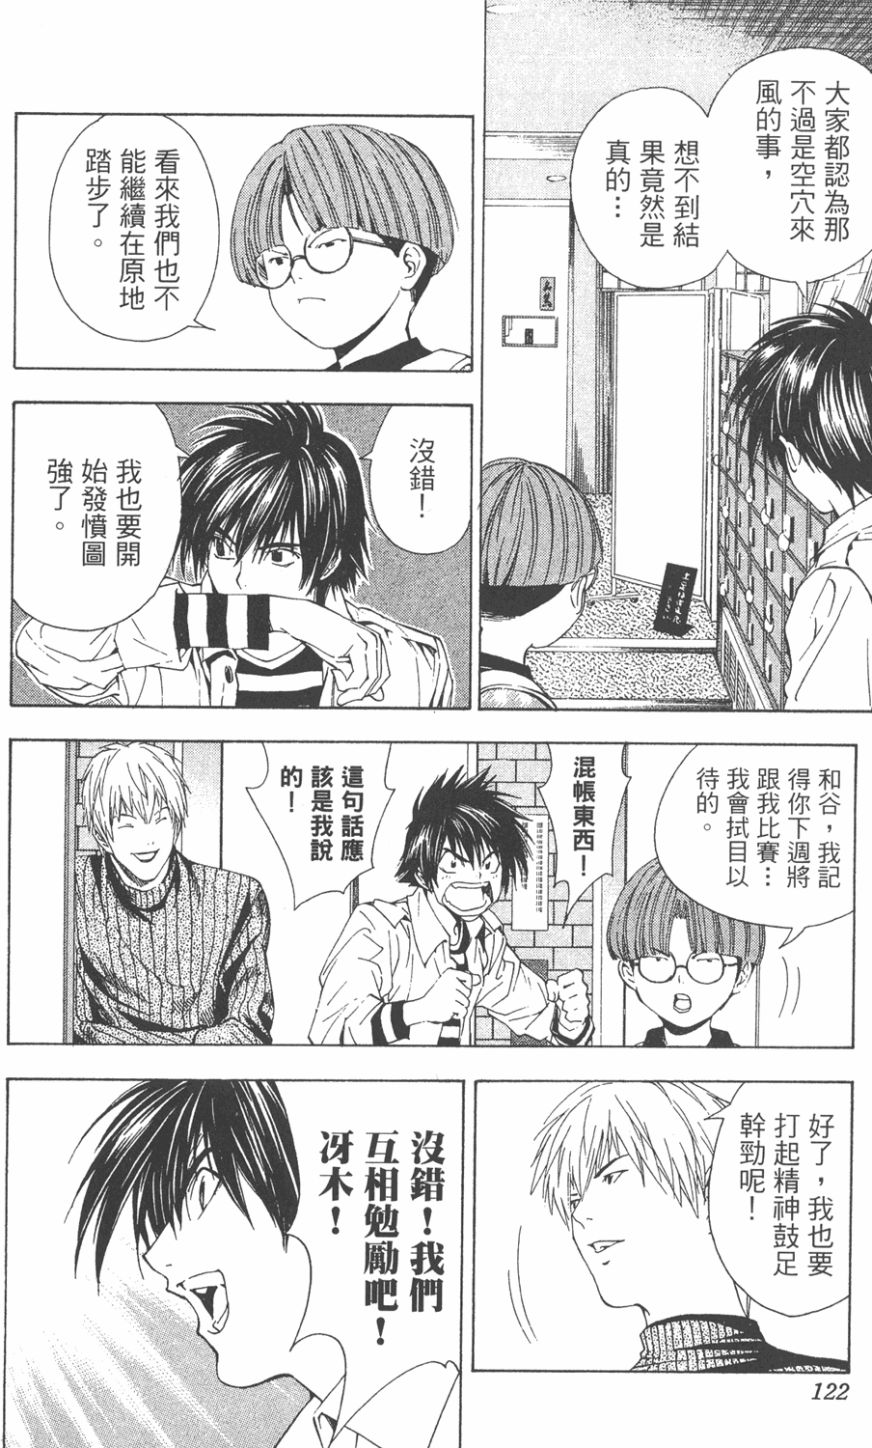 大家都認為那
不過是空穴來
風的事，
想不到結
果竟然是
真的…
看來我們也不
能繼續在原地
踏步了。
沒錯！
我也要開
始發憤圖
強了。
和谷，我記
得你下週將
跟我比賽…
我會拭目以
待的。
混帳東西！
這句話應
該是我說
的！
好了，我也要
打起精神鼓足
幹勁呢！
沒錯！我們
互相勉勵吧！
冴木！
122